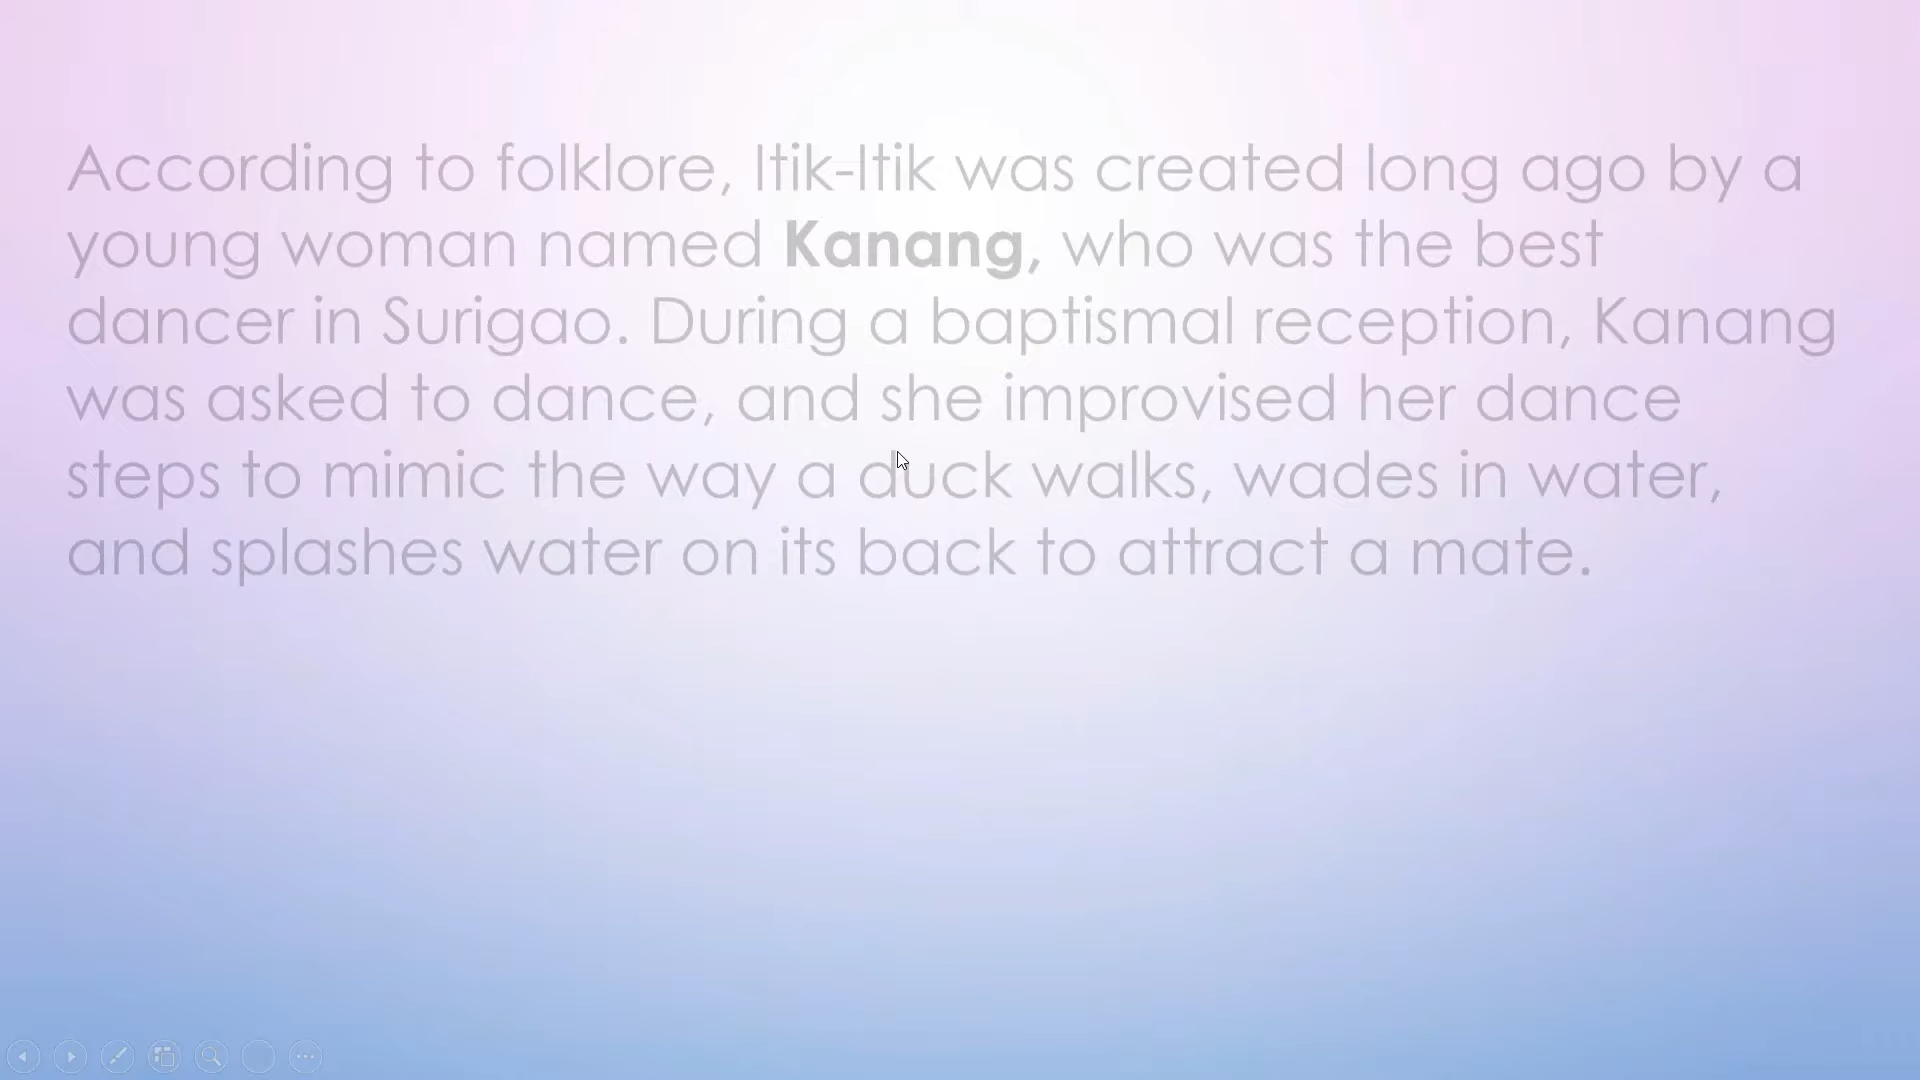 According to folklore, Itik-Itik was created long ago by a
young woman named Kanang, who was the best
dancer in Surigao. During a baptismal reception, Kanang
was asked to dance, and she improvised her dance
steps to mimic the way a duck walks, wades in water,
and splashes water on its back to attract a mate.